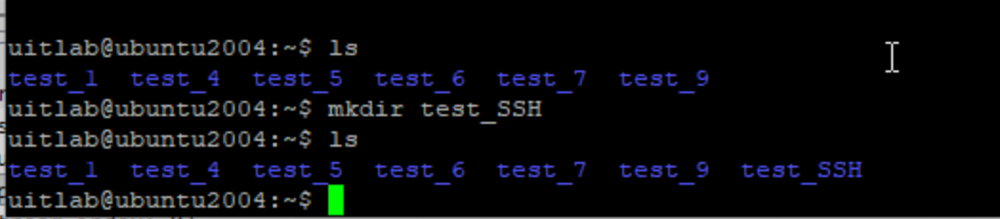 uitlab@ubuntu2004:~$ ls
test_1 test_4 test_5 test_6 test_7 test_9
uitlab@ubuntu2004:~$ mkdir test_SSH
uitlab@ubuntu2004:~$ ls
test_1 test_4 test_5 test_6 test_7 test_9 test_SSH
uitlab@ubuntu2004:~$